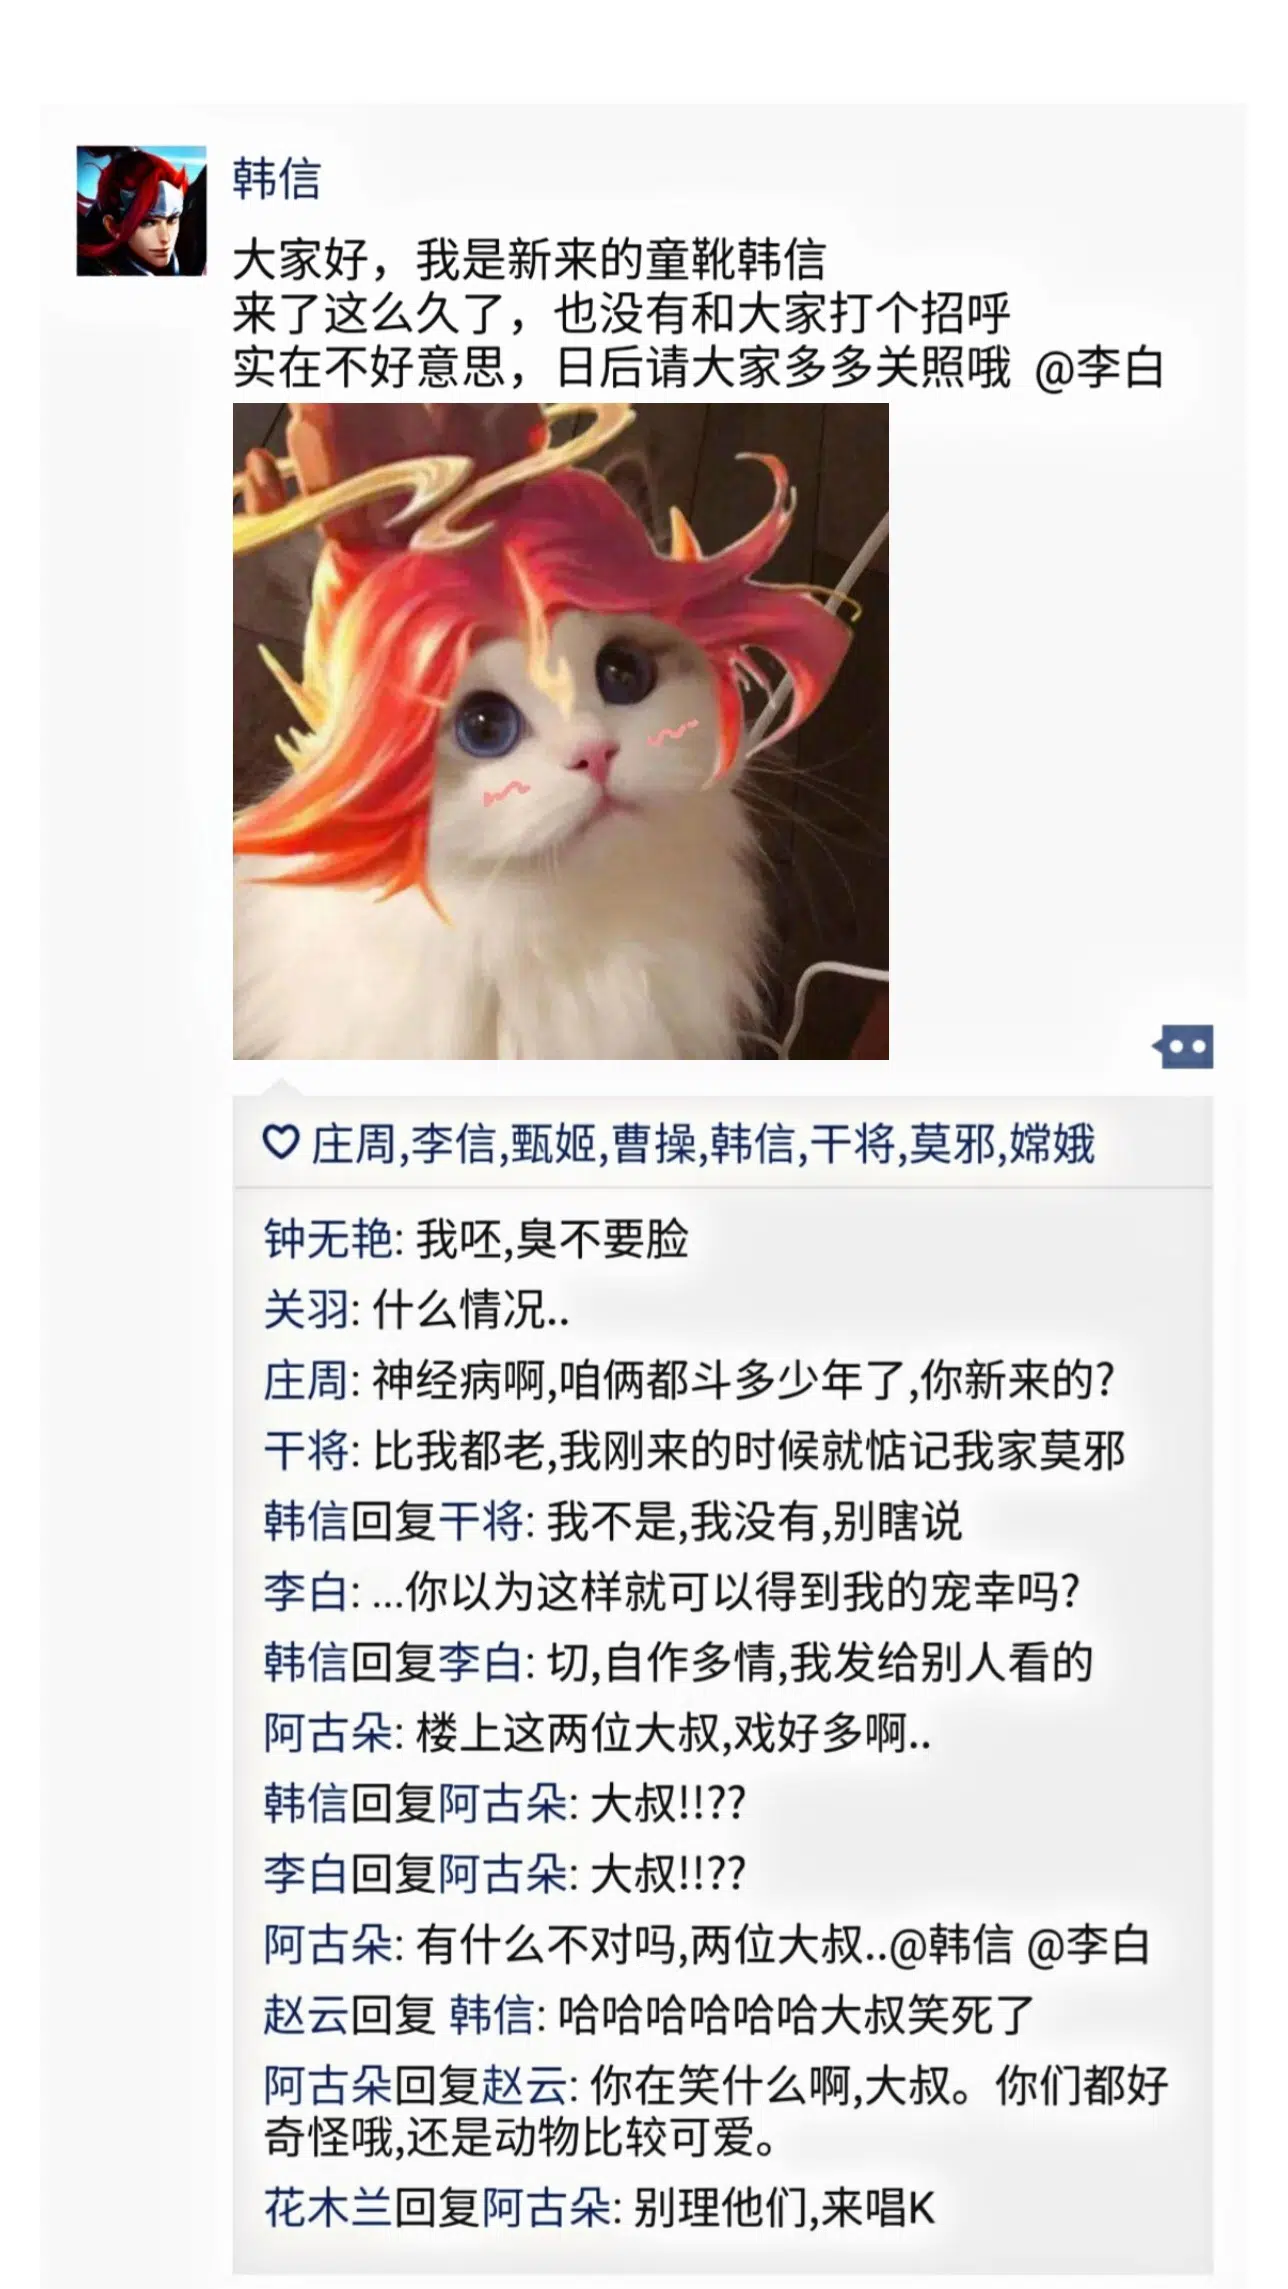 韩信
大家好，我是新来的童靴韩信
来了这么久了，也没有和大家打个招呼
实在不好意思，日后请大家多多关照哦 @李白
庄周,李信,甄姬,曹操,韩信,干将,莫邪,嫦娥
钟无艳: 我呸,臭不要脸
关羽: 什么情况..
庄周: 神经病啊,咱俩都斗多少年了,你新来的?
干将: 比我都老,我刚来的时候就惦记我家莫邪
韩信回复干将: 我不是,我没有,别瞎说
李白: ...你以为这样就可以得到我的宠幸吗?
韩信回复李白: 切,自作多情,我发给别人看的
阿古朵: 楼上这两位大叔,戏好多啊..
韩信回复阿古朵: 大叔!!??
李白回复阿古朵: 大叔!!??
阿古朵: 有什么不对吗,两位大叔..@韩信 @李白
赵云回复 韩信: 哈哈哈哈哈哈大叔笑死了
阿古朵回复赵云: 你在笑什么啊,大叔。你们都好
奇怪哦,还是动物比较可爱。
花木兰回复阿古朵: 别理他们,来唱K